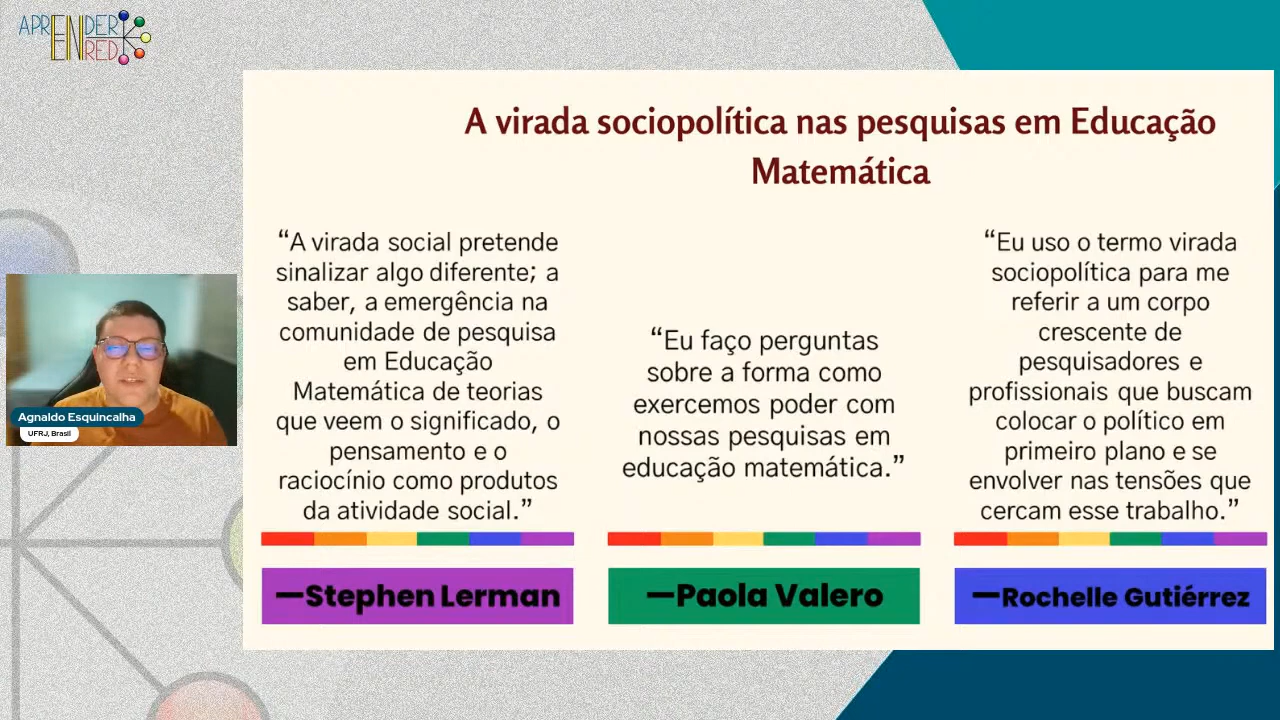 APRENDER
EN RED
A virada sociopolítica nas pesquisas em Educação
Matemática
“A virada social pretende
sinalizar algo diferente; a
saber, a emergência na
comunidade de pesquisa
em Educação
Matemática de teorias
que veem o significado, o
pensamento e o
raciocínio como produtos
da atividade social.”
—Stephen Lerman
“Eu faço perguntas
sobre a forma como
exercemos poder com
nossas pesquisas em
educação matemática.”
—Paola Valero
“Eu uso o termo virada
sociopolítica para me
referir a um corpo
crescente de
pesquisadores e
profissionais que buscam
colocar o político em
primeiro plano e se
envolver nas tensões que
cercam esse trabalho.”
—Rochelle Gutiérrez
Agnaldo Esquincalha
UFRJ, Brasil